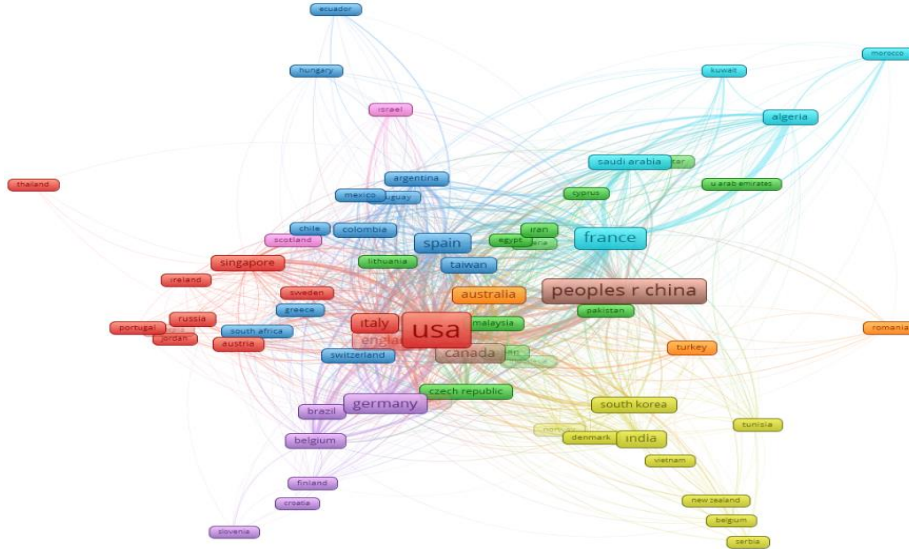 ecuador
morocco
hungary
kuwait
israel
algeria
saudi arabia
thailand
argentina
u arab emirates
mexico
cyprus
chile
colombia
iran
scotland
spain
egypt
france
lithuania
singapore
taiwan
ireland
sweden
australia
peoples r china
greeca
pakistan
russia
italy
usa
malaysia
portugal
south africa
romania
jordan
austria
england
turkey
switzerland
canada
czech republic
brazil
germany
south korea
tunisia
belgium
denmark
india
vietnam
finland
new zealand
croatia
belgium
slovenia
serbia